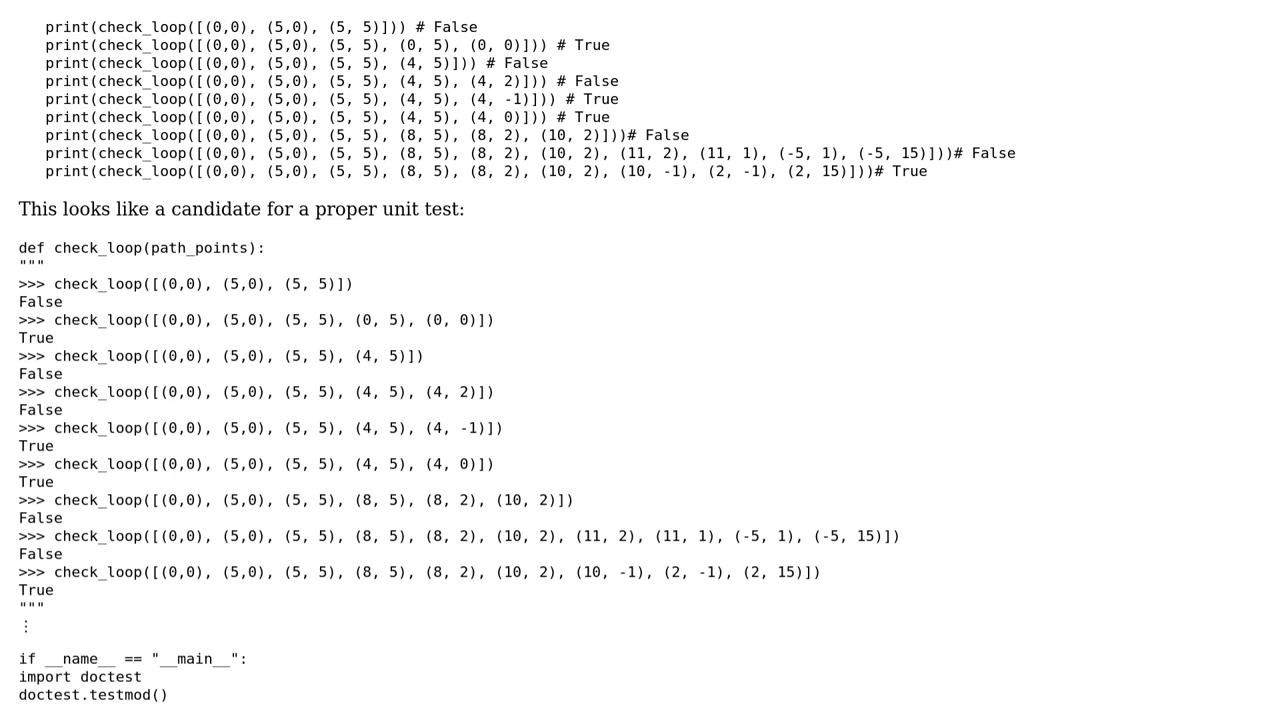 print(check_loop([(0,0), (5,0), (5, 5)])) # False
print(check_loop([(0,0), (5,0), (5, 5), (0, 5), (0, 0)])) # True
print(check_loop([(0,0), (5,0), (5, 5), (4, 5)])) # False
print(check_loop([(0,0), (5,0), (5, 5), (4, 5), (4, 2)])) # False
print(check_loop([(0,0), (5,0), (5, 5), (4, 5), (4, -1)])) # True
print(check_loop([(0,0), (5,0), (5, 5), (4, 5), (4, 0)])) # True
print(check_loop([(0,0), (5,0), (5, 5), (8, 5), (8, 2), (10, 2)]))# False
print(check_loop([(0,0), (5,0), (5, 5), (8, 5), (8, 2), (10, 2), (11, 2), (11, 1), (-5, 1), (-5, 15)]))# False
print(check_loop([(0,0), (5,0), (5, 5), (8, 5), (8, 2), (10, 2), (10, -1), (2, -1), (2, 15)]))# True
This looks like a candidate for a proper unit test:
def check_loop(path_points):
"""
>>> check_loop([(0,0), (5,0), (5, 5)])
False
>>> check_loop([(0,0), (5,0), (5, 5), (0, 5), (0, 0)])
True
>>> check_loop([(0,0), (5,0), (5, 5), (4, 5)])
False
>>> check_loop([(0,0), (5,0), (5, 5), (4, 5), (4, 2)])
False
>>> check_loop([(0,0), (5,0), (5, 5), (4, 5), (4, -1)])
True
>>> check_loop([(0,0), (5,0), (5, 5), (4, 5), (4, 0)])
True
>>> check_loop([(0,0), (5,0), (5, 5), (8, 5), (8, 2), (10, 2)])
False
>>> check_loop([(0,0), (5,0), (5, 5), (8, 5), (8, 2), (10, 2), (11, 2), (11, 1), (-5, 1), (-5, 15)])
False
>>> check_loop([(0,0), (5,0), (5, 5), (8, 5), (8, 2), (10, 2), (10, -1), (2, -1), (2, 15)])
True
"""
⋮
if __name__ == "__main__":
import doctest
doctest.testmod()